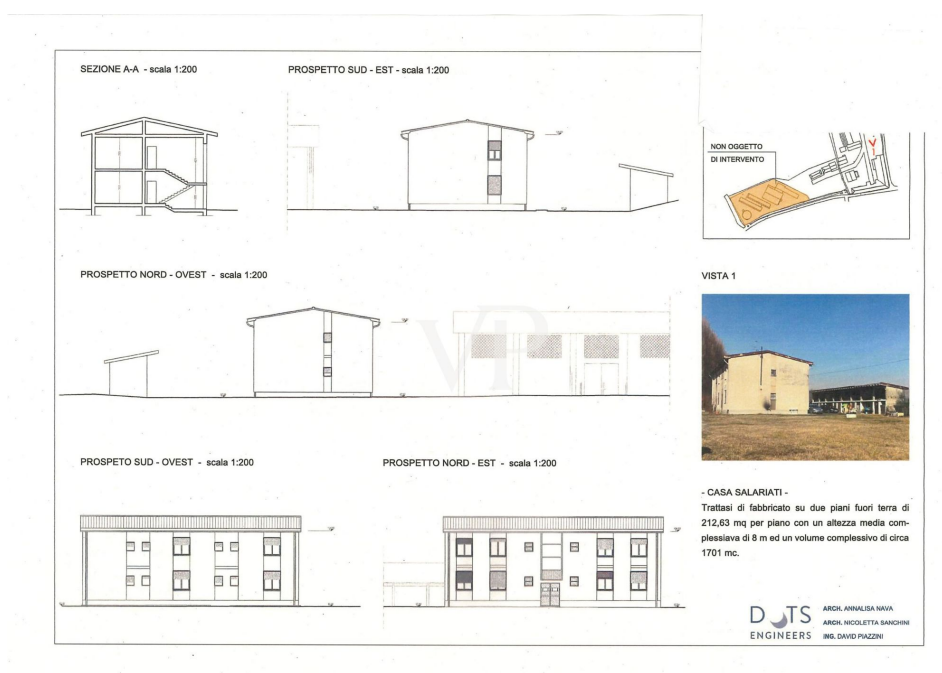 SEZIONE A-A - scala 1:200
PROSPETTO SUD - EST - scala 1:200
NON OGGETTO
DI INTERVENTO
V
PROSPETTO NORD - OVEST - scala 1:200
VISTA 1
VP
PROSPETO SUD - OVEST - scala 1:200
PROSPETTO NORD - EST - scala 1:200
- CASA SALARIATI -
Trattasi di fabbricato su due piani fuori terra di
212,63 mq per piano con un altezza media com-
plessiava di 8 m ed un volume complessivo di circa
1701 mc.
DOTS
ENGINEERS
ARCH. ANNALISA NAVA
ARCH. NICOLETTA SANCHINI
ING. DAVID PIAZZINI